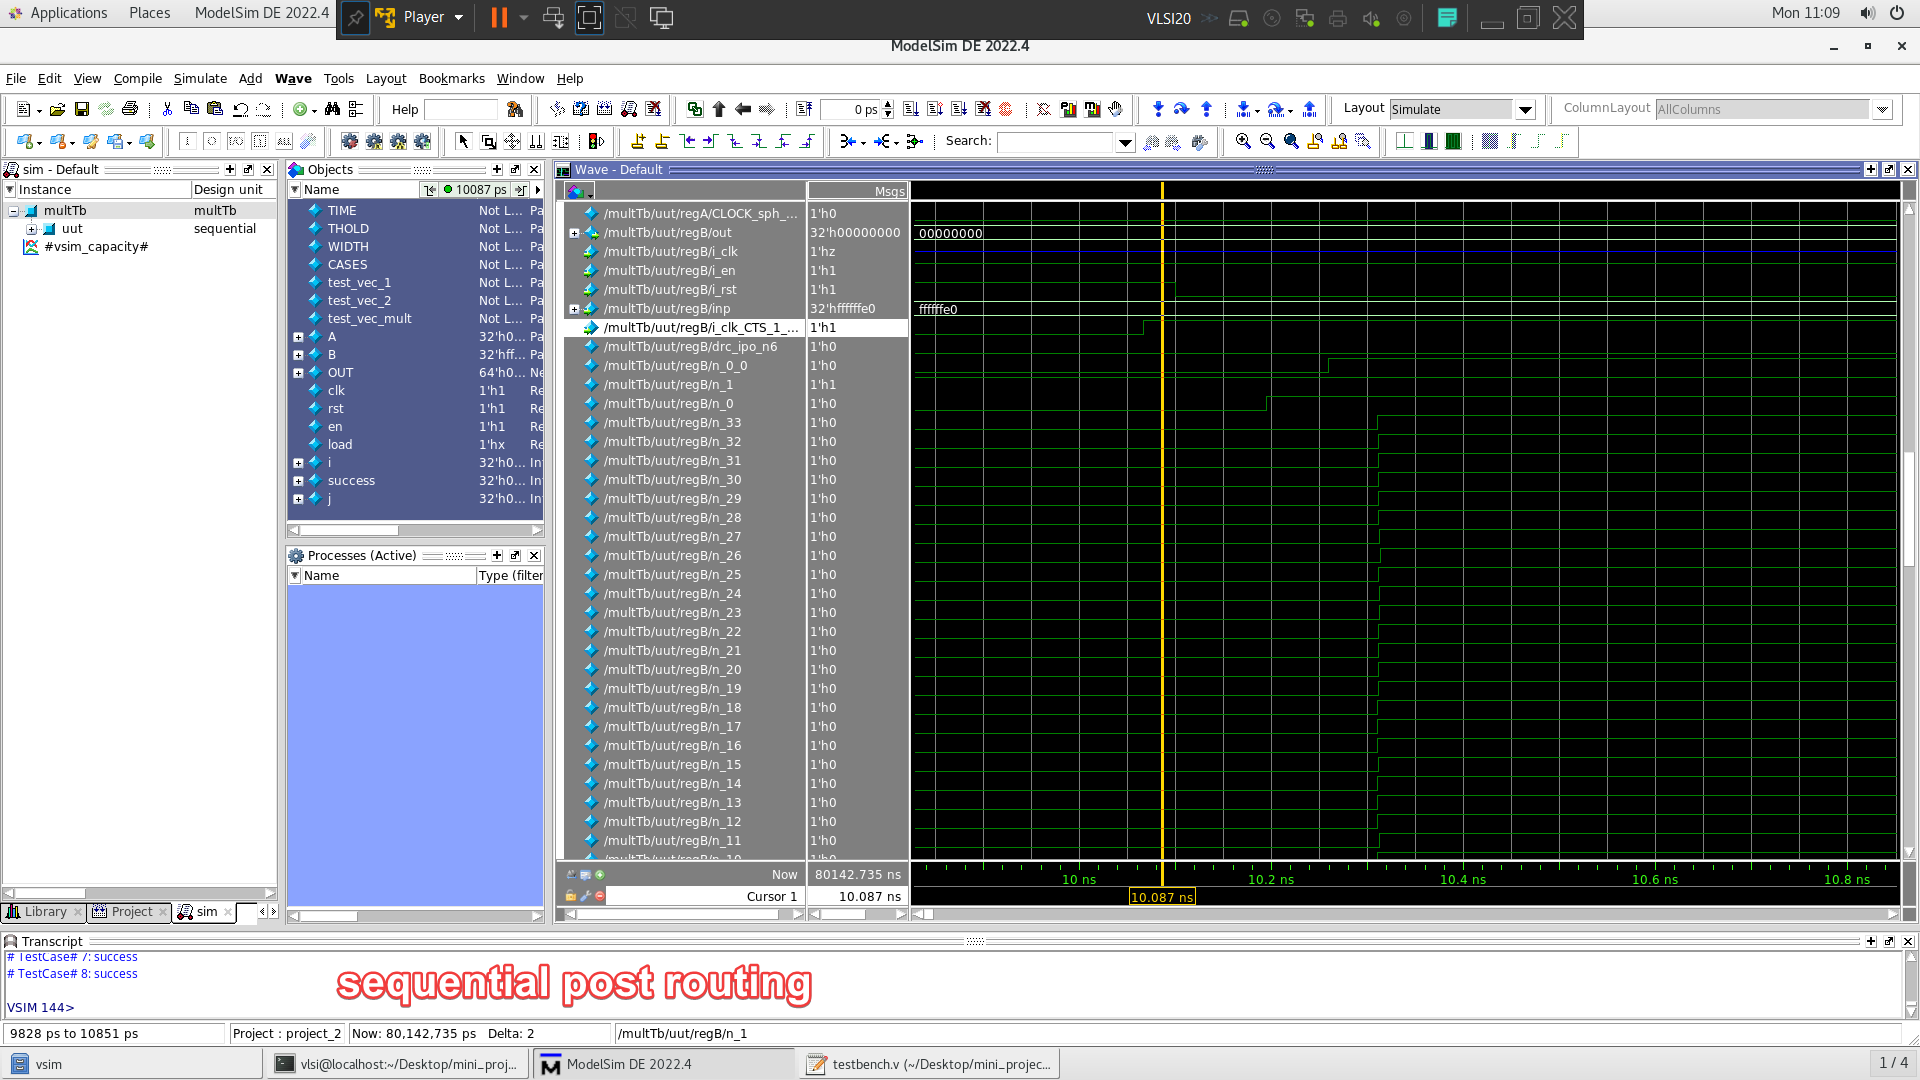 Applications Places ModelSim DE 2022.4 Player VLSI20 Mon 11:09
ModelSim DE 2022.4
File Edit View Compile Simulate Add Wave Tools Layout Bookmarks Window Help
Help 0 ps Layout Simulate ColumnLayout AllColumns
Search:
sim - Default
Instance Design unit
multTb multTb
uut sequential
#vsim_capacity#
Library Project sim
Objects
Name 10087 ps
TIME Not L... Pa
THOLD Not L... Pa
WIDTH Not L... Pa
CASES Not L... Pa
test_vec_1 Not L... Pa
test_vec_2 Not L... Pa
test_vec_mult Not L... Pa
A 32'h0... Pa
B 32'hff... Pa
OUT 64'h0... Ne
clk 1'h1 Re
rst 1'h1 Re
en 1'h1 Re
load 1'hx Re
i 32'h0... In
success 32'h0... In
j 32'h0... In
Processes (Active)
Name Type (filter
Wave - Default
Msgs
/multTb/uut/regA/CLOCK_sph_... 1'h0
/multTb/uut/regB/out 32'h00000000 00000000
/multTb/uut/regB/i_clk 1'hz
/multTb/uut/regB/i_en 1'h1
/multTb/uut/regB/i_rst 1'h1
/multTb/uut/regB/inp 32'hffffffe0 ffffffe0
/multTb/uut/regB/i_clk_CTS_1_... 1'h1
/multTb/uut/regB/drc_ipo_n6 1'h0
/multTb/uut/regB/n_0_0 1'h0
/multTb/uut/regB/n_1 1'h1
/multTb/uut/regB/n_0 1'h0
/multTb/uut/regB/n_33 1'h0
/multTb/uut/regB/n_32 1'h0
/multTb/uut/regB/n_31 1'h0
/multTb/uut/regB/n_30 1'h0
/multTb/uut/regB/n_29 1'h0
/multTb/uut/regB/n_28 1'h0
/multTb/uut/regB/n_27 1'h0
/multTb/uut/regB/n_26 1'h0
/multTb/uut/regB/n_25 1'h0
/multTb/uut/regB/n_24 1'h0
/multTb/uut/regB/n_23 1'h0
/multTb/uut/regB/n_22 1'h0
/multTb/uut/regB/n_21 1'h0
/multTb/uut/regB/n_20 1'h0
/multTb/uut/regB/n_19 1'h0
/multTb/uut/regB/n_18 1'h0
/multTb/uut/regB/n_17 1'h0
/multTb/uut/regB/n_16 1'h0
/multTb/uut/regB/n_15 1'h0
/multTb/uut/regB/n_14 1'h0
/multTb/uut/regB/n_13 1'h0
/multTb/uut/regB/n_12 1'h0
/multTb/uut/regB/n_11 1'h0
Now 80142.735 ns 10 ns 10.2 ns 10.4 ns 10.6 ns 10.8 ns
Cursor 1 10.087 ns 10.087 ns
Transcript
# TestCase# 7: success
# TestCase# 8: success
VSIM 144>
sequential post routing
9828 ps to 10851 ps Project : project_2 Now: 80,142,735 ps Delta: 2 /multTb/uut/regB/n_1
vsim vlsi@localhost:~/Desktop/mini_proj... ModelSim DE 2022.4 testbench.v (~/Desktop/mini_projec... 1 / 4